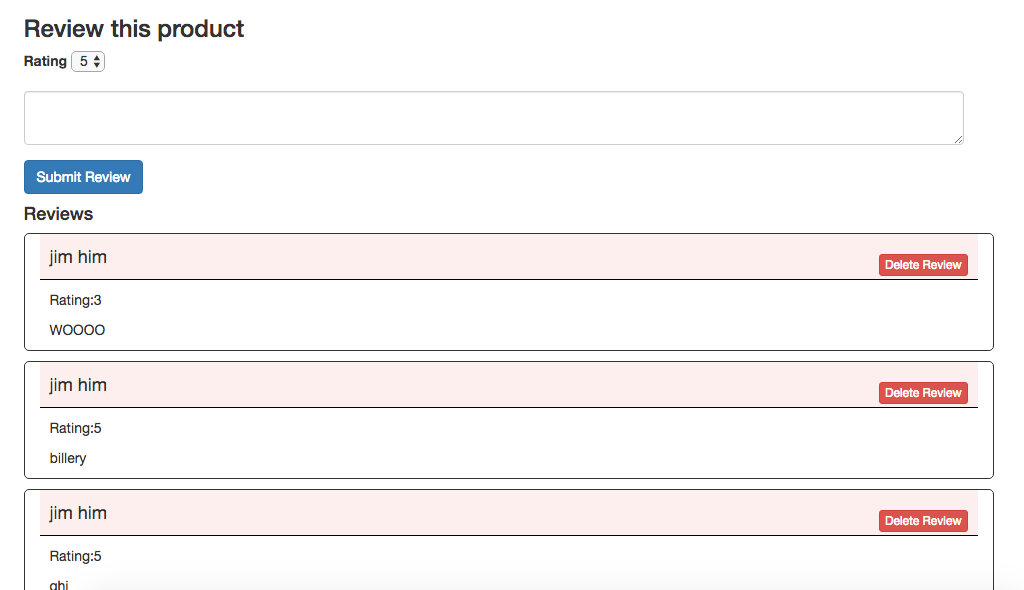 Review this product
Rating 5
Submit Review
Reviews
jim him
Delete Review
Rating:3
WOOOO
jim him
Delete Review
Rating:5
billery
jim him
Delete Review
Rating:5
ghi